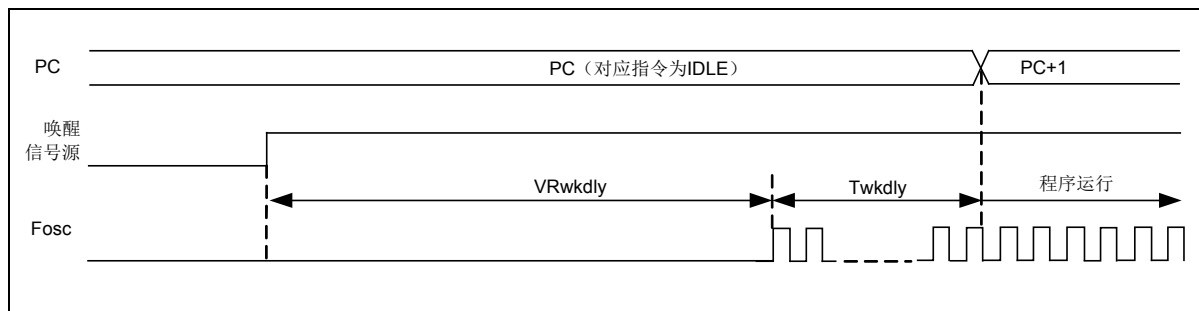 PC
PC（对应指令为IDLE）
PC+1
唤醒
信号源
VRwkdly
Twkdly
程序运行
Fosc